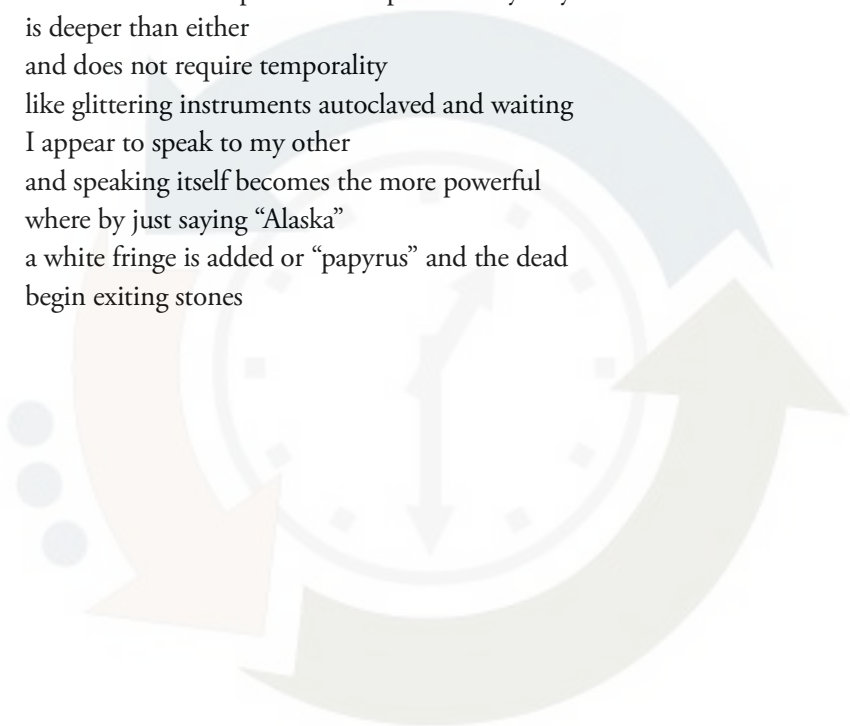 is deeper than either
and does not require temporality
like glittering instruments autoclaved and waiting
I appear to speak to my other
and speaking itself becomes the more powerful
where by just saying “Alaska”
a white fringe is added or “papyrus” and the dead
begin exiting stones